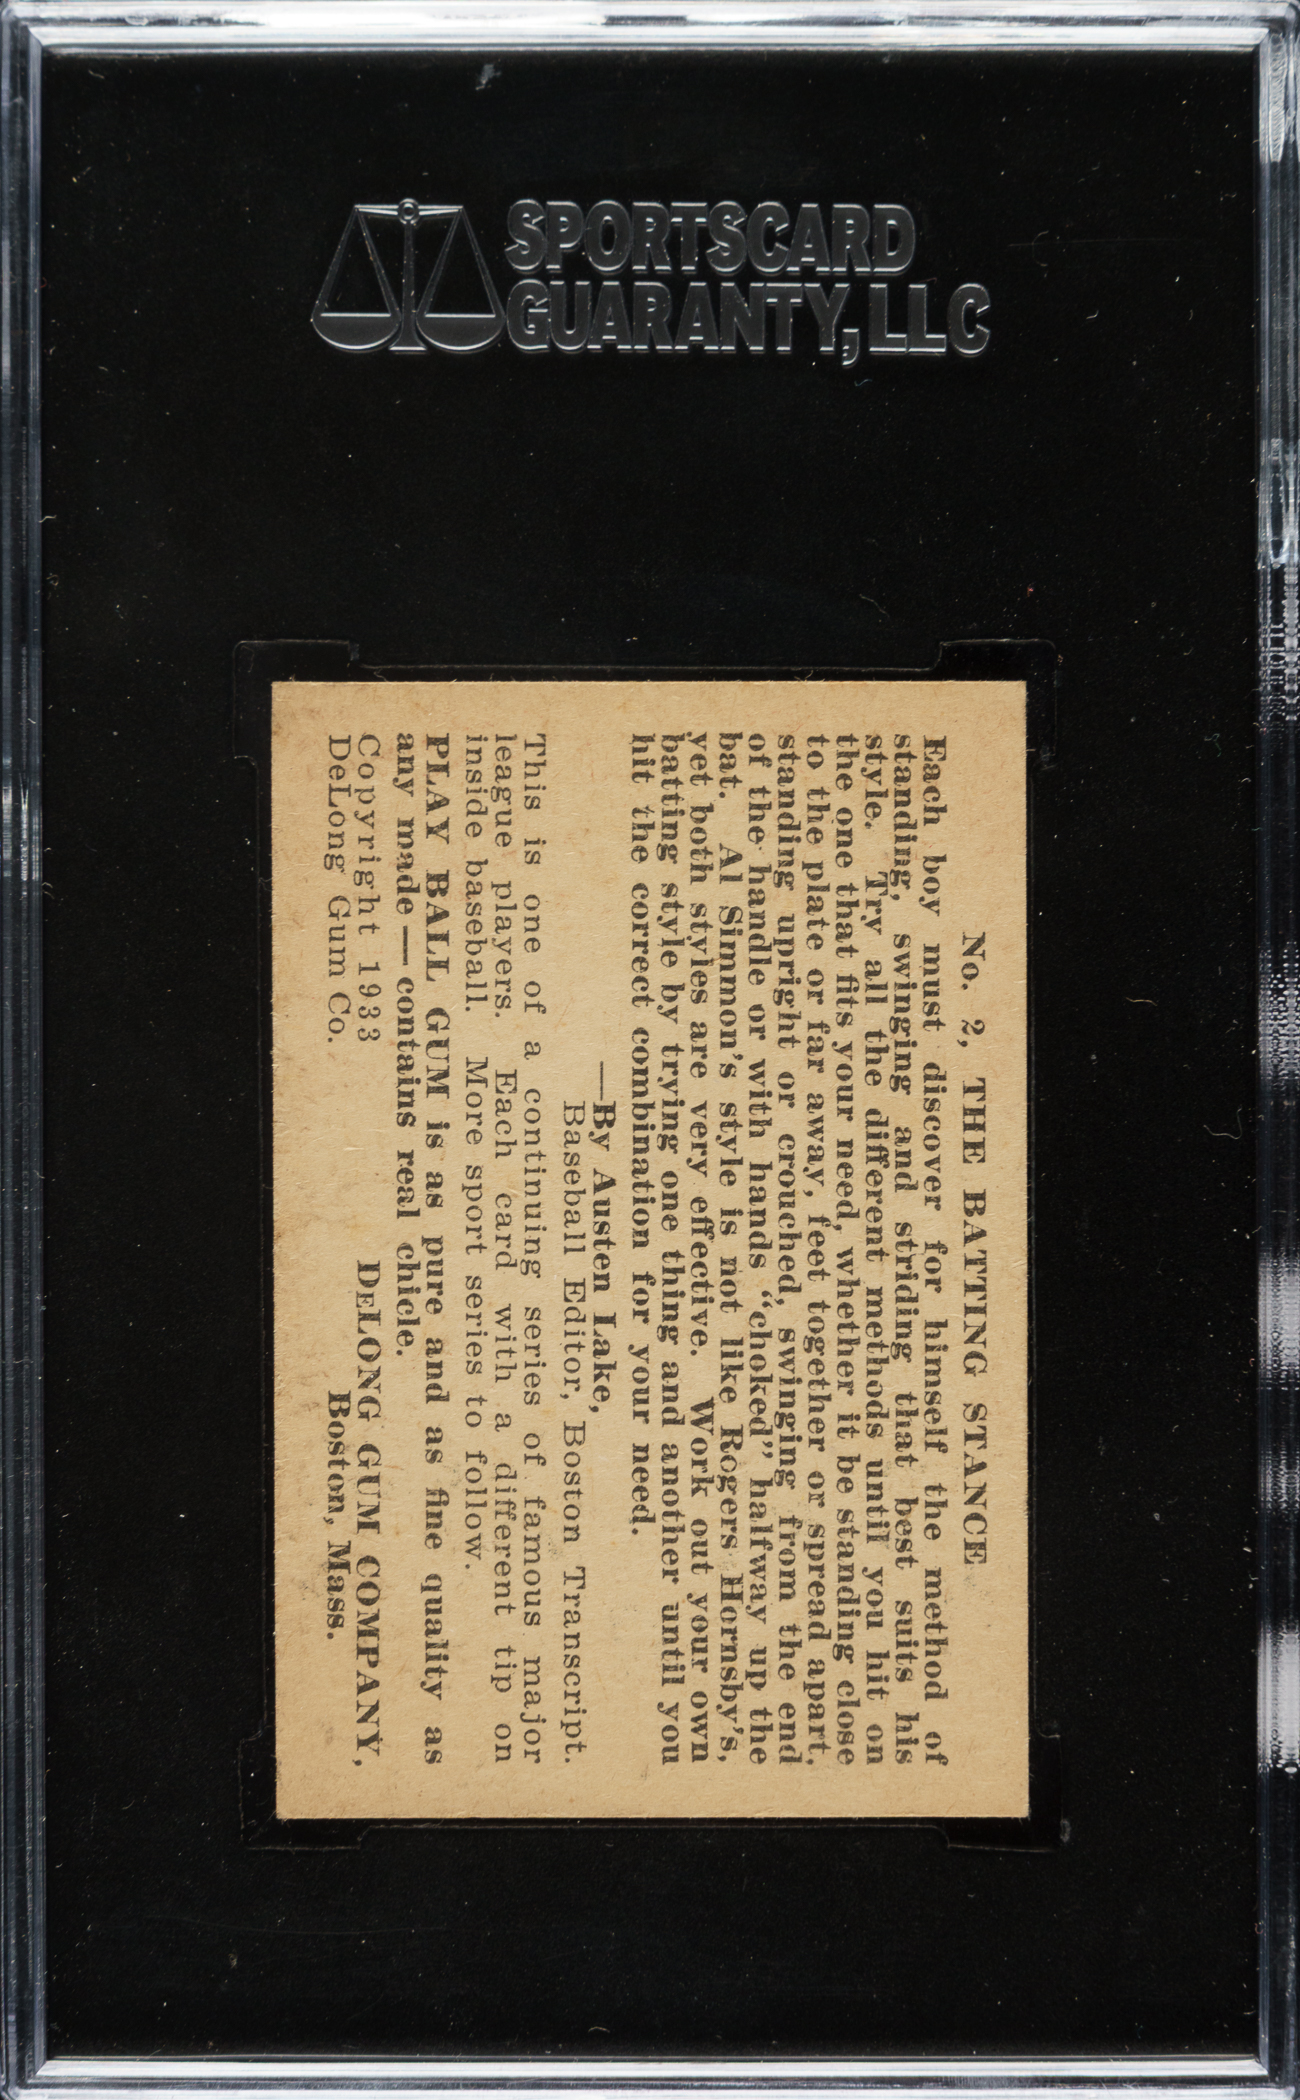 SPORTSCARD
GUARANTY, LLC
No. 2, THE BATTING STANCE
Each boy must discover for himself the method of
standing, swinging and striding that best suits his
style. Try all the different methods until you hit on
the one that fits your need, whether it be standing close
to the plate or far away, feet together or spread apart,
standing upright or crouched, swinging from the end
of the handle or with hands “choked” halfway up the
bat. Al Simmon's style is not like Rogers Hornsby's,
yet both styles are very effective. Work out your own
batting style by trying one thing and another until you
hit the correct combination for your need.
—By Austen Lake,
Baseball Editor, Boston Transcript.
This is one of a continuing series of famous major
league players. Each card with a different tip on
inside baseball. More sport series to follow.
PLAY BALL GUM is as pure and as fine quality as
any made — contains real chicle.
Copyright 1933 DELONG GUM COMPANY,
DeLong Gum Co. Boston, Mass.